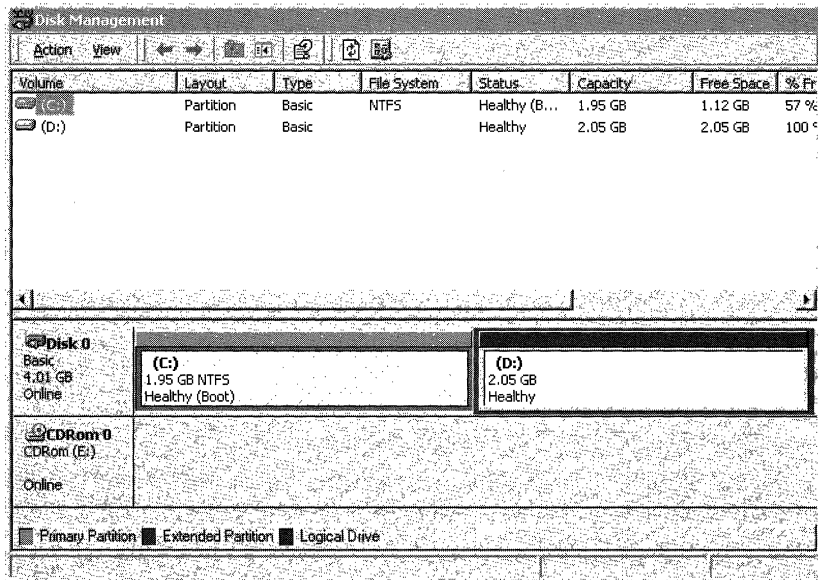 Disk Management
Action View
Volume Layout Type File System Status Capacity Free Space % Fr
(C:) Partition Basic NTFS Healthy (B... 1.95 GB 1.12 GB 57 %
(D:) Partition Basic Healthy 2.05 GB 2.05 GB 100 %
Disk 0
Basic
4.01 GB
Online
(C:)
1.95 GB NTFS
Healthy (Boot)
(D:)
2.05 GB
Healthy
CDRom 0
CDRom (E:)
Online
Primary Partition Extended Partition Logical Drive